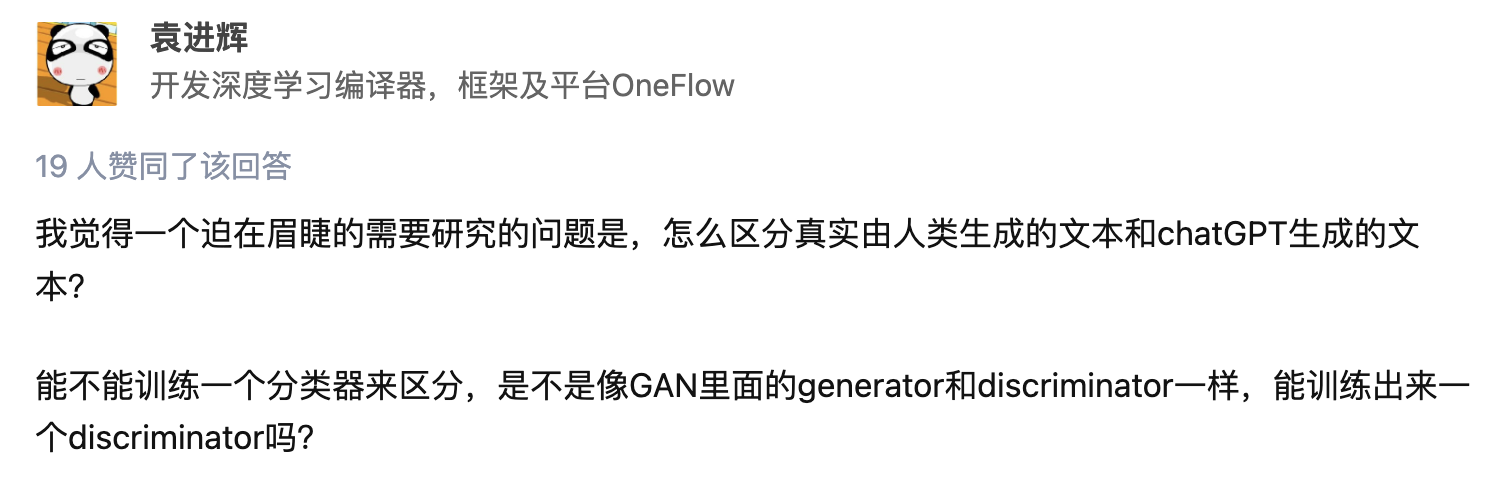 袁进辉
开发深度学习编译器，框架及平台OneFlow
19 人赞同了该回答
我觉得一个迫在眉睫的需要研究的问题是，怎么区分真实由人类生成的文本和chatGPT生成的文
本？
能不能训练一个分类器来区分，是不是像GAN里面的generator和discriminator一样，能训练出来一
个discriminator吗？